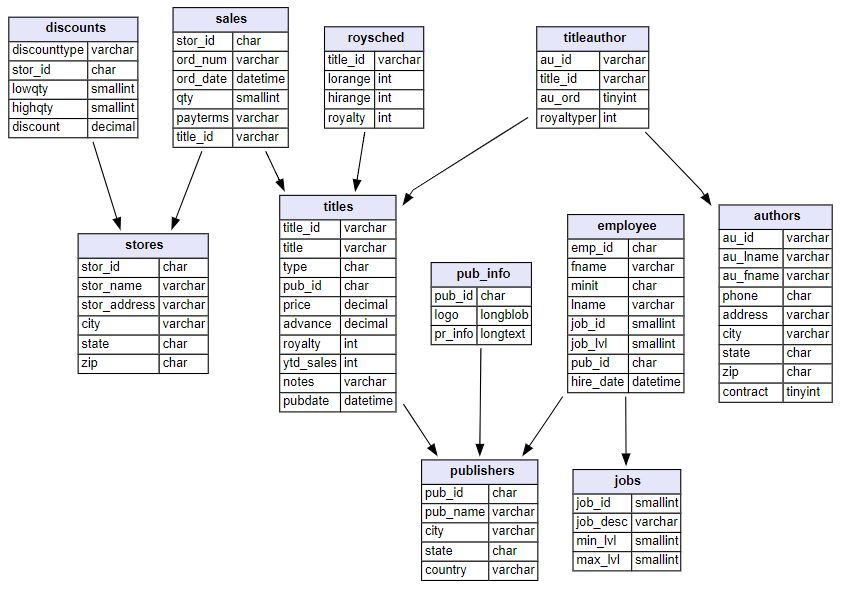 discounts
discounttype varchar
stor_id char
lowqty smallint
highqty smallint
discount decimal
sales
stor_id char
ord_num varchar
ord_date datetime
qty smallint
payterms varchar
title_id varchar
roysched
title_id varchar
lorange int
hirange int
royalty int
titleauthor
au_id varchar
title_id varchar
au_ord tinyint
royaltyper int
stores
stor_id char
stor_name varchar
stor_address varchar
city varchar
state char
zip char
titles
title_id varchar
title varchar
type char
pub_id char
price decimal
advance decimal
royalty int
ytd_sales int
notes varchar
pubdate datetime
pub_info
pub_id char
logo longblob
pr_info longtext
employee
emp_id char
fname varchar
minit char
lname varchar
job_id smallint
job_lvl smallint
pub_id char
hire_date datetime
authors
au_id varchar
au_lname varchar
au_fname varchar
phone char
address varchar
city varchar
state char
zip char
contract tinyint
publishers
pub_id char
pub_name varchar
city varchar
state char
country varchar
jobs
job_id smallint
job_desc varchar
min_lvl smallint
max_lvl smallint